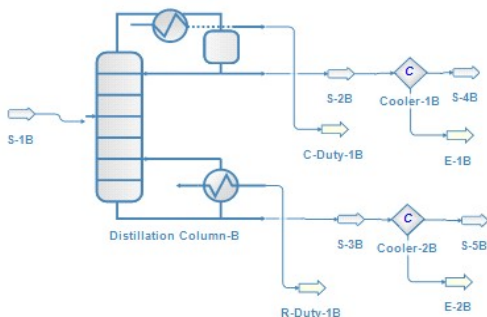 C
S-2B
Cooler-1B
S-4B
S-1B
C-Duty-1B
E-1B
Distillation Column-B
C
S-3B
Cooler-2B
S-5B
R-Duty-1B
E-2B